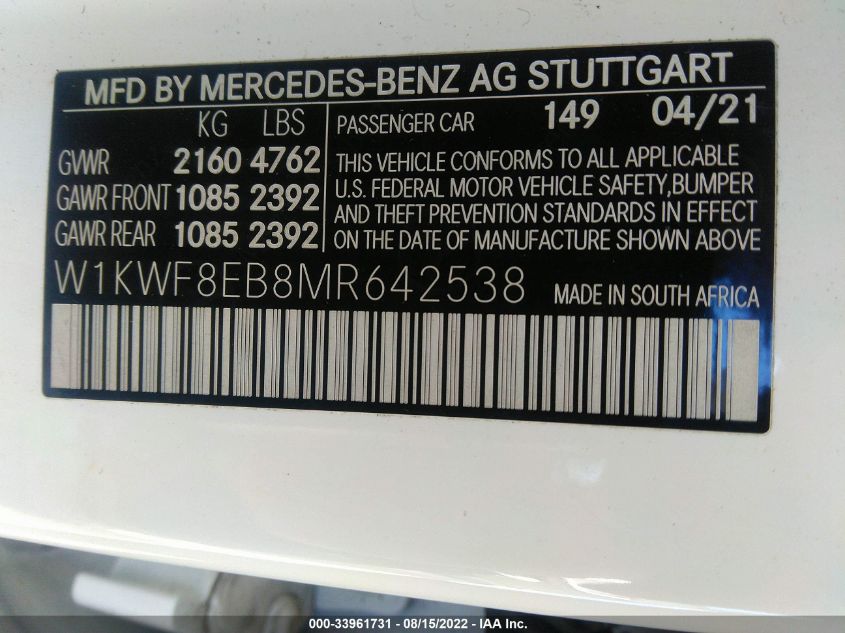 MFD BY MERCEDES-BENZ AG STUTTGART
KG LBS
GVWR 2160 4762
GAWR FRONT 1085 2392
GAWR REAR 1085 2392
PASSENGER CAR 149 04/21
THIS VEHICLE CONFORMS TO ALL APPLICABLE
U.S. FEDERAL MOTOR VEHICLE SAFETY,BUMPER
AND THEFT PREVENTION STANDARDS IN EFFECT
ON THE DATE OF MANUFACTURE SHOWN ABOVE
W1KWF8EB8MR642538 MADE IN SOUTH AFRICA
000-33961731 - 08/15/2022 - IAA Inc.